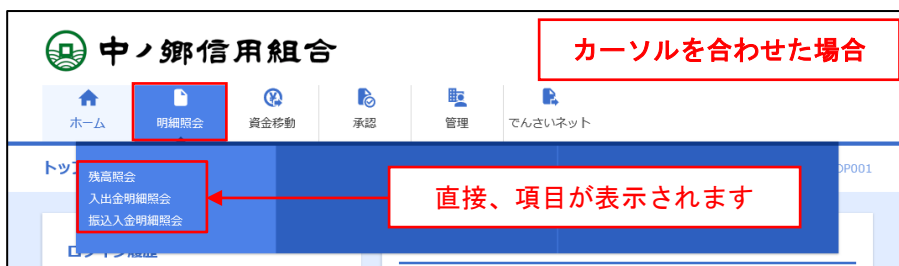 中ノ郷信用組合
カーソルを合わせた場合
ホーム
明細照会
資金移動
承認
管理
でんさいネット
残高照会
入出金明細照会
振込入金明細照会
直接、項目が表示されます